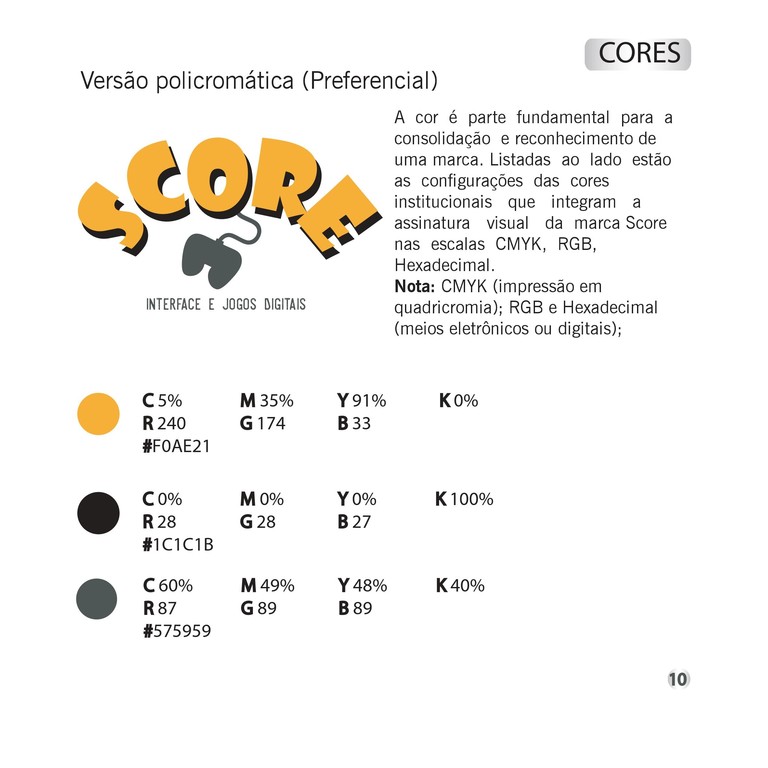 CORES
Versão policromática (Preferencial)
SCORE
INTERFACE E JOGOS DIGITAIS
A cor é parte fundamental para a
consolidação e reconhecimento de
uma marca. Listadas ao lado estão
as configurações das cores
institucionais que integram a
assinatura visual da marca Score
nas escalas CMYK, RGB,
Hexadecimal.
Nota: CMYK (impressão em
quadricromia); RGB e Hexadecimal
(meios eletrônicos ou digitais);
C 5% M 35% Y 91% K 0%
R 240 G 174 B 33
#F0AE21
C 0% M 0% Y 0% K 100%
R 28 G 28 B 27
#1C1C1B
C 60% M 49% Y 48% K 40%
R 87 G 89 B 89
#575959
10